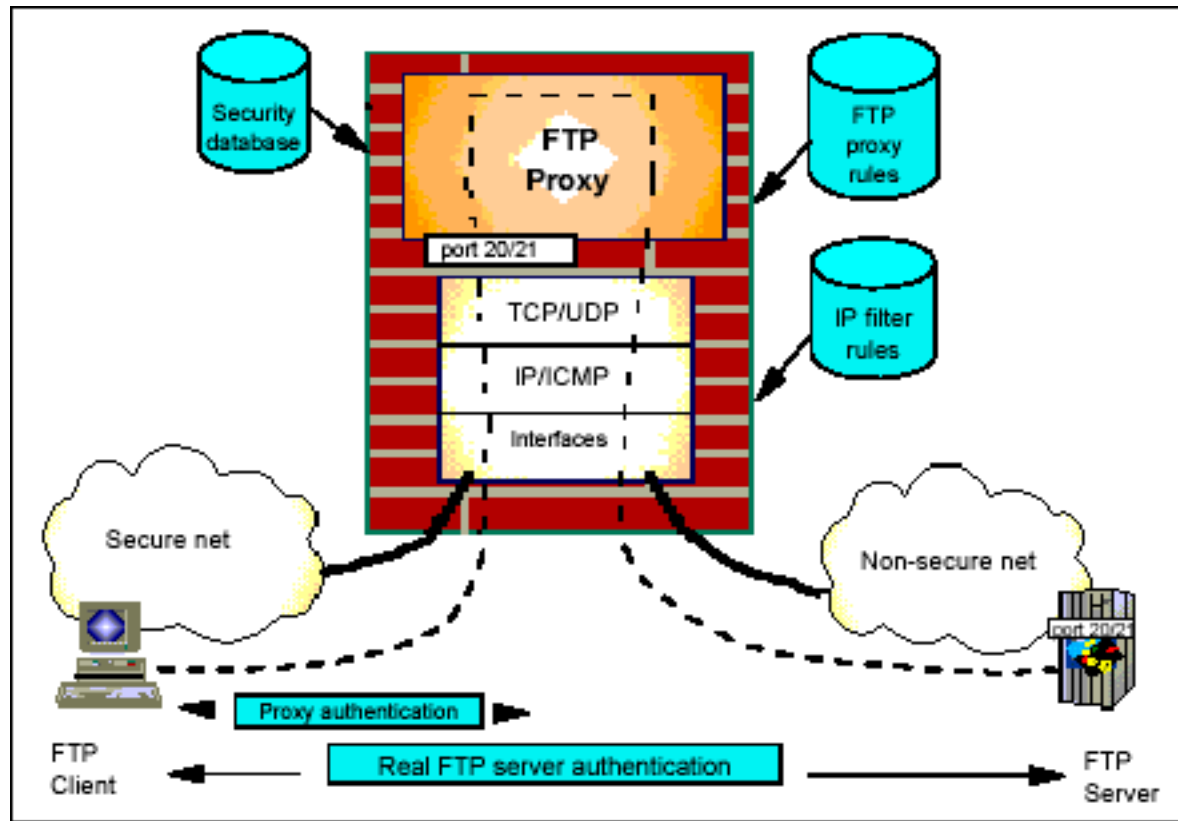 Security
database
FTP
Proxy
FTP
proxy
rules
port 20/21
TCP/UDP
IP filter
rules
IP/ICMP
Interfaces
Secure net
Non-secure net
port 20/21
Proxy authentication
FTP
Client
Real FTP server authentication
FTP
Server